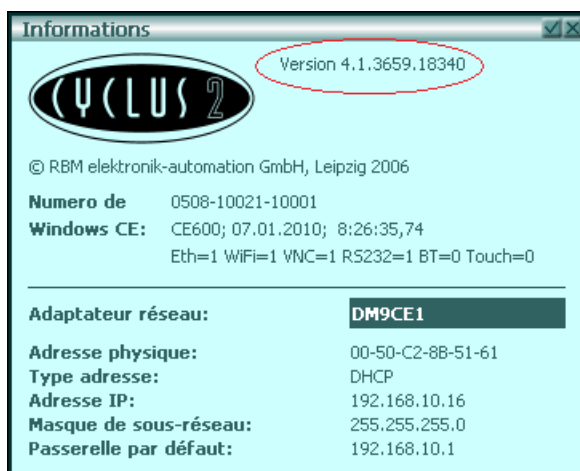 Informations
CYCLUS 2
Version 4.1.3659.18340
© RBM elektronik-automation GmbH, Leipzig 2006
Numero de 0508-10021-10001
Windows CE: CE600; 07.01.2010; 8:26:35,74
Eth=1 WiFi=1 VNC=1 RS232=1 BT=0 Touch=0
Adaptateur réseau: DM9CE1
Adresse physique: 00-50-C2-8B-51-61
Type adresse: DHCP
Adresse IP: 192.168.10.16
Masque de sous-réseau: 255.255.255.0
Passerelle par défaut: 192.168.10.1